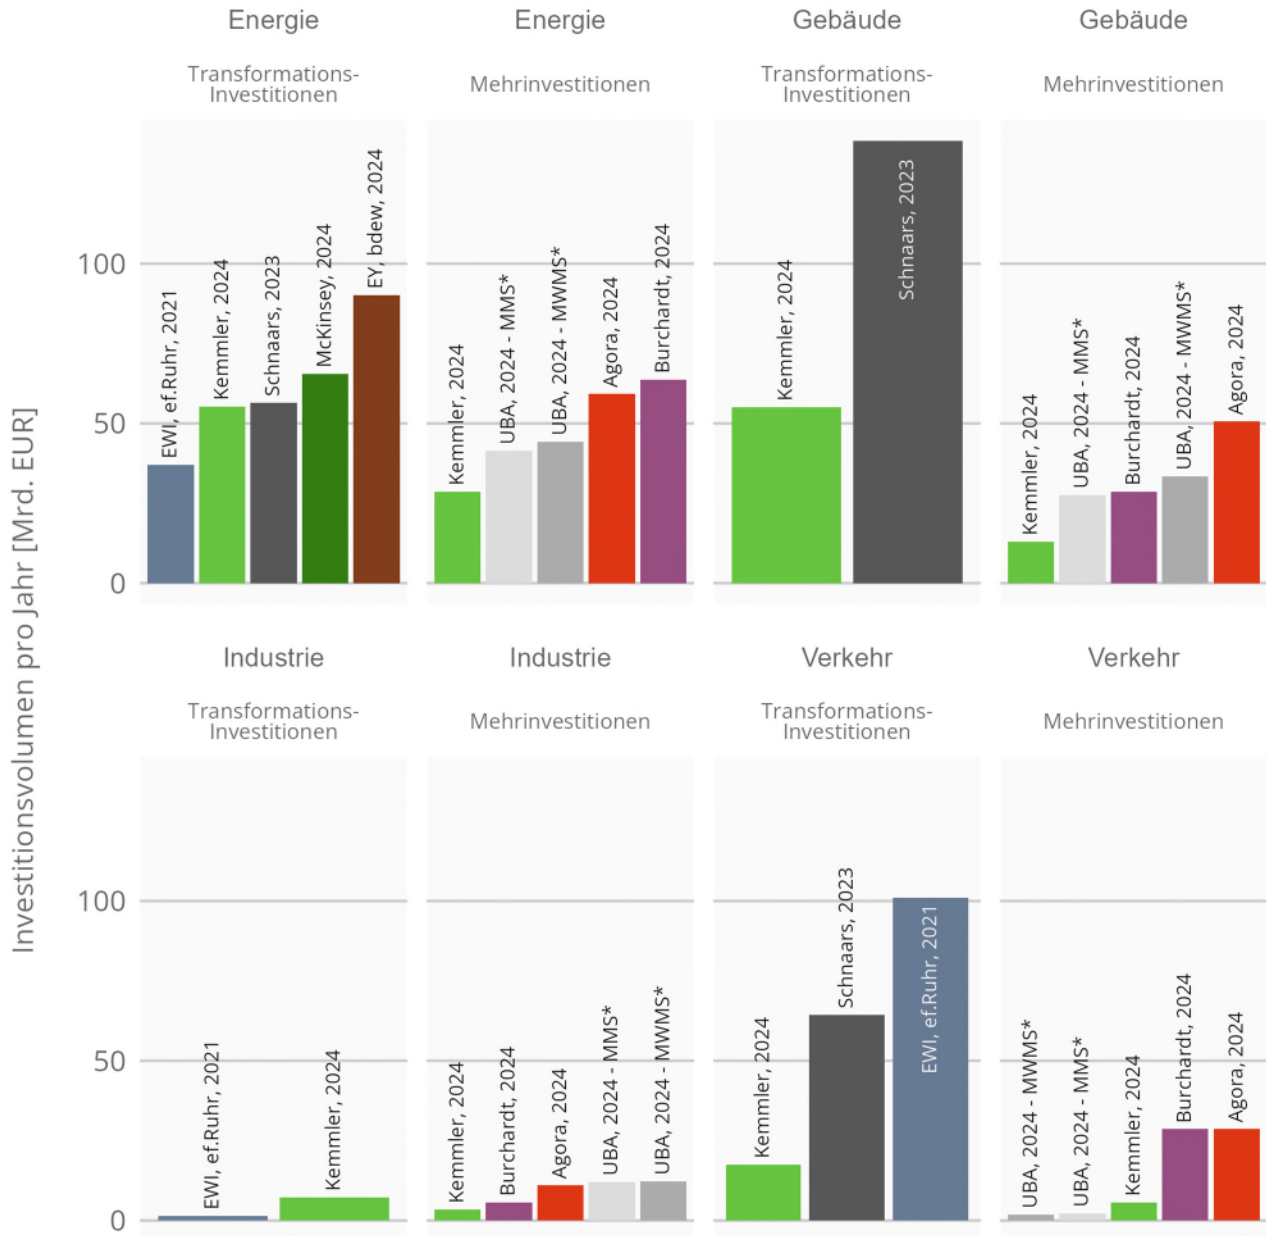 Energie
Energie
Gebäude
Gebäude
Transformations-
Investitionen
Mehrinvestitionen
Transformations-
Investitionen
Mehrinvestitionen
Investitionsvolumen pro Jahr [Mrd. EUR]
100
50
0
EWI, ef.Ruhr, 2021
Kemmler, 2024
Schnaars, 2023
McKinsey, 2024
EY, bdew, 2024
Kemmler, 2024
UBA, 2024 - MMS*
UBA, 2024 - MWMS*
Agora, 2024
Burchardt, 2024
Kemmler, 2024
Schnaars, 2023
Kemmler, 2024
UBA, 2024 - MMS*
Burchardt, 2024
UBA, 2024 - MWMS*
Agora, 2024
Industrie
Industrie
Verkehr
Verkehr
Transformations-
Investitionen
Mehrinvestitionen
Transformations-
Investitionen
Mehrinvestitionen
100
50
0
EWI, ef.Ruhr, 2021
Kemmler, 2024
Kemmler, 2024
Burchardt, 2024
Agora, 2024
UBA, 2024 - MMS*
UBA, 2024 - MWMS*
Kemmler, 2024
Schnaars, 2023
EWI, ef.Ruhr, 2021
UBA, 2024 - MWMS*
UBA, 2024 - MMS*
Kemmler, 2024
Burchardt, 2024
Agora, 2024